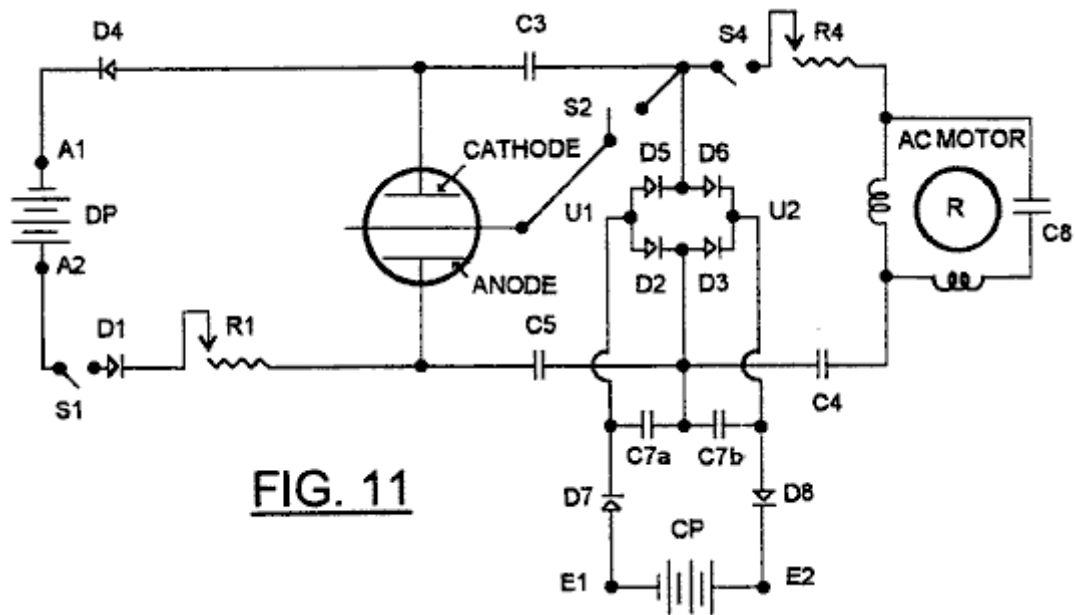 D4
C3
S4
R4
S2
A1
CATHODE
D5
D6
AC MOTOR
DP
U1
U2
R
C8
A2
ANODE
D2
D3
D1
R1
C5
S1
C4
C7a
C7b
FIG. 11
D7
D8
CP
E1
E2